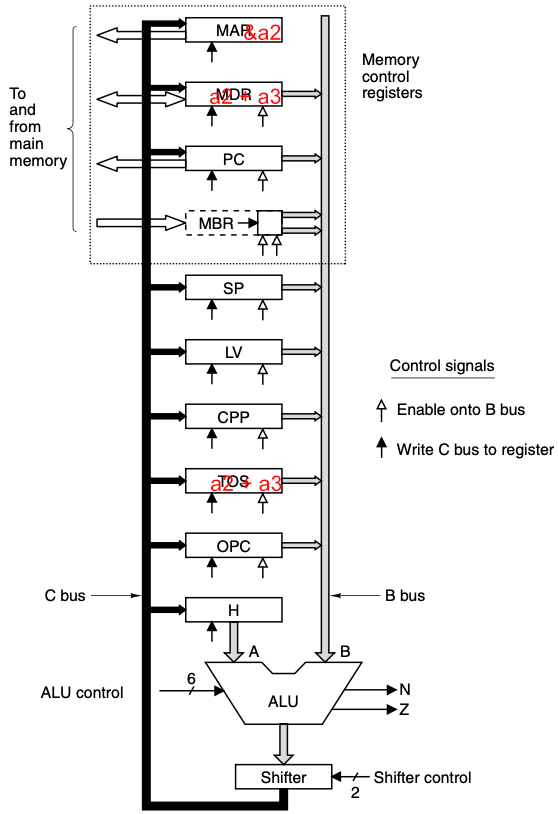 MAR
&a2
To
and
from
main
memory
Memory
control
registers
MDR
a2 + a3
PC
MBR
SP
LV
Control signals
Enable onto B bus
CPP
Write C bus to register
TOS
a2 + a3
OPC
C bus
B bus
H
A
B
6
ALU control
ALU
N
Z
Shifter
Shifter control
2